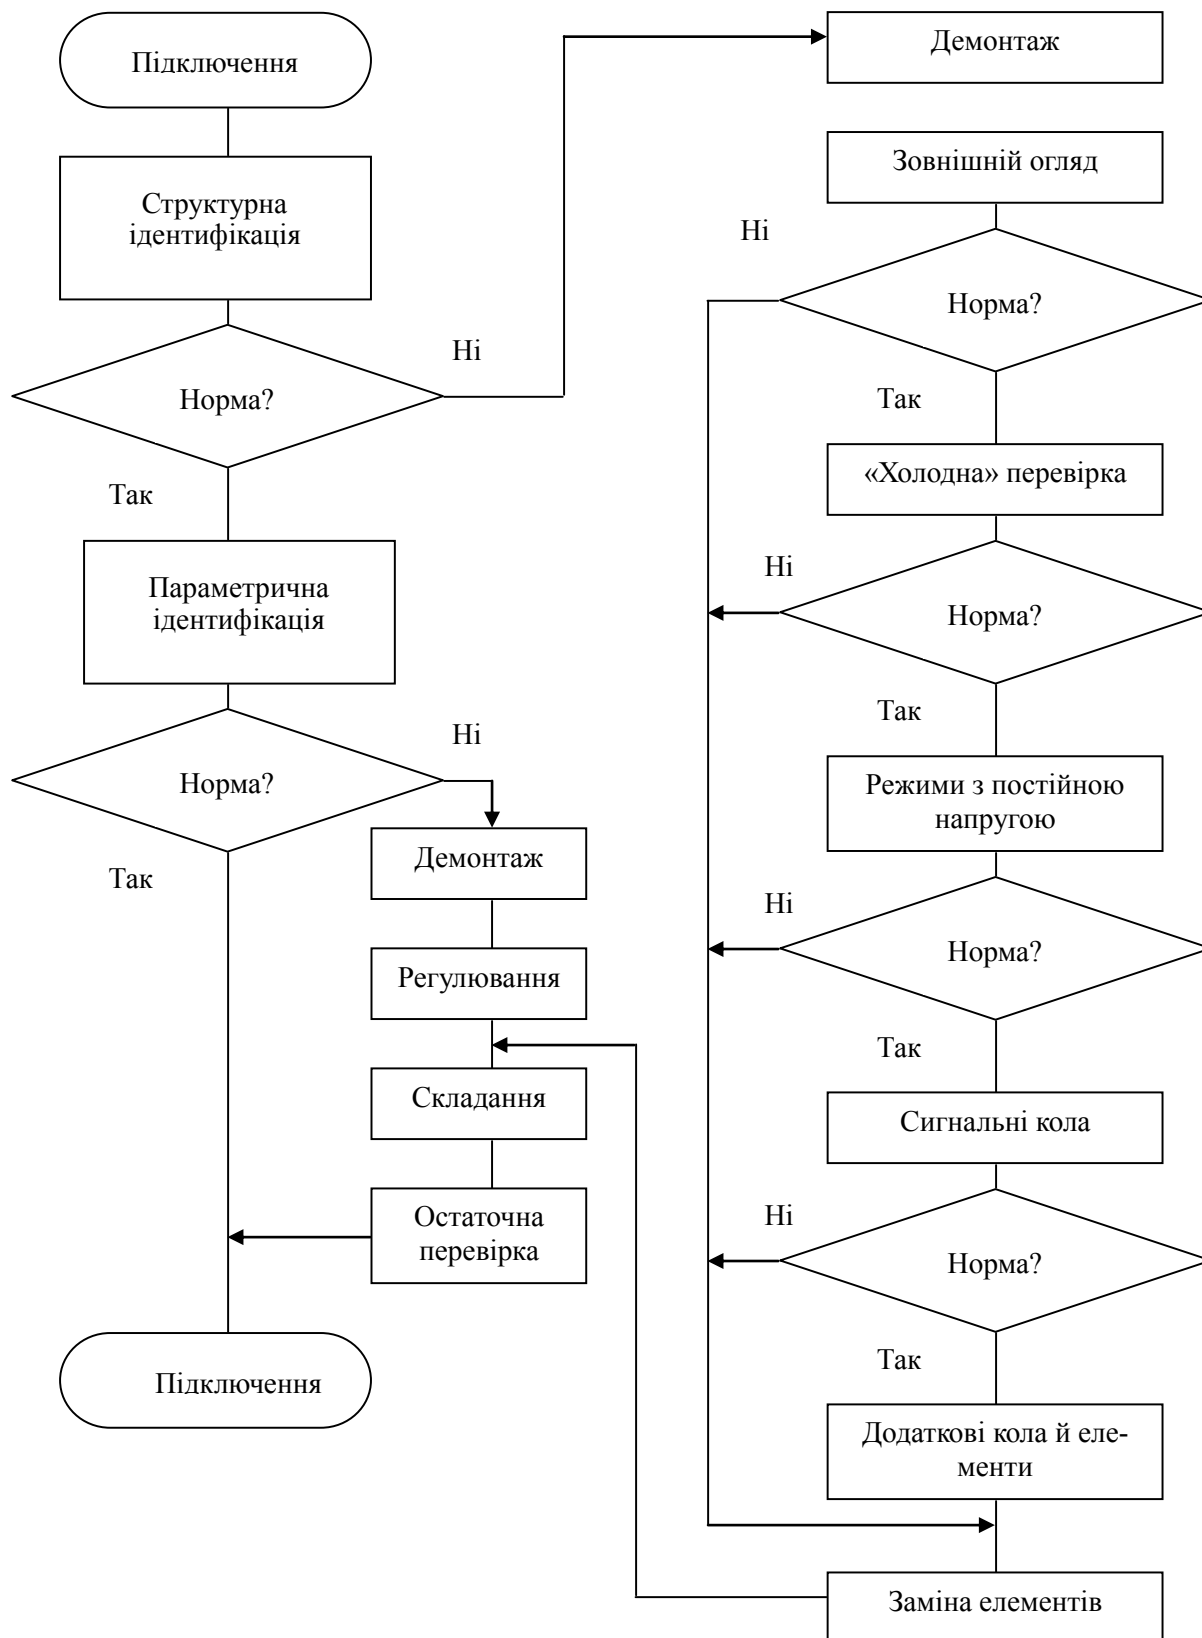 Підключення
Структурна
ідентифікація
Норма?
Ні
Так
Параметрична
ідентифікація
Норма?
Ні
Так
Демонтаж
Регулювання
Складання
Остаточна
перевірка
Підключення
Демонтаж
Зовнішній огляд
Ні
Норма?
Так
«Холодна» перевірка
Ні
Норма?
Так
Режими з постійною
напругою
Ні
Норма?
Так
Сигнальні кола
Ні
Норма?
Так
Додаткові кола й еле-
менти
Заміна елементів